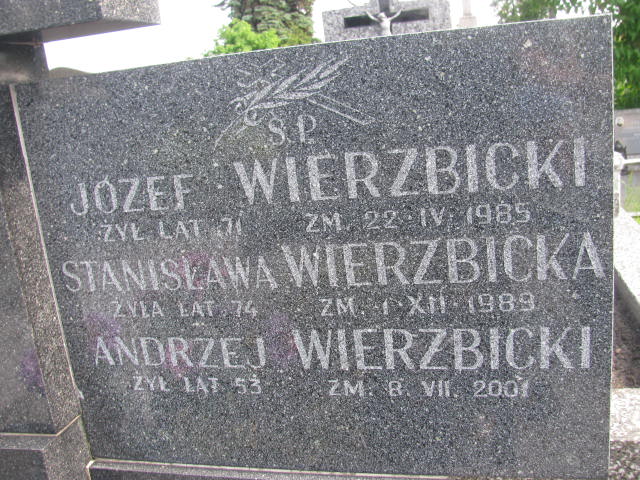 Ś.P.
JÓZEF WIERZBICKI
ŻYŁ LAT 71 ZM. 22-IV-1985
STANISŁAWA WIERZBICKA
ŻYŁA LAT 74 ZM. 1-XII-1989
ANDRZEJ WIERZBICKI
ŻYŁ LAT 53 ZM. 8. VII. 2001